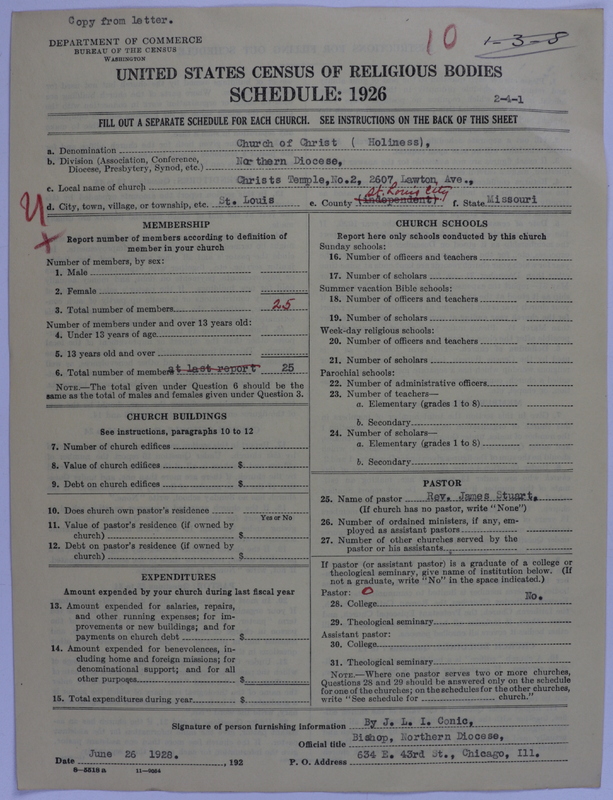 Copy from letter.
10
1-3-8
DEPARTMENT OF COMMERCE
BUREAU OF THE CENSUS
WASHINGTON
UNITED STATES CENSUS OF RELIGIOUS BODIES
SCHEDULE: 1926
2-4-1
FILL OUT A SEPARATE SCHEDULE FOR EACH CHURCH. SEE INSTRUCTIONS ON THE BACK OF THIS SHEET
a. Denomination Church of Christ ( Holiness),
b. Division (Association, Conference, Diocese, Presbytery, Synod, etc.) Northern Diocese,
c. Local name of church Christs Temple,No.2, 2607 Lawton Ave.,
St. Louis City
d. City, town, village, or township, etc. St. Louis e. County (independent) f. State Missouri
MEMBERSHIP
Report number of members according to definition of
member in your church
Number of members, by sex:
1. Male
2. Female
3. Total number of members 25
Number of members under and over 13 years old:
4. Under 13 years of age
5. 13 years old and over
6. Total number of members at last report 25
NOTE.—The total given under Question 6 should be the
same as the total of males and females given under Question 3.
CHURCH BUILDINGS
See instructions, paragraphs 10 to 12
7. Number of church edifices
8. Value of church edifices $
9. Debt on church edifices $
10. Does church own pastor's residence
Yes or No
11. Value of pastor's residence (if owned by
church) $
12. Debt on pastor's residence (if owned by
church) $
EXPENDITURES
Amount expended by your church during last fiscal year
13. Amount expended for salaries, repairs,
and other running expenses; for im-
provements or new buildings; and for
payments on church debt $
14. Amount expended for benevolences, in-
cluding home and foreign missions; for
denominational support; and for all
other purposes $
15. Total expenditures during year $
CHURCH SCHOOLS
Report here only schools conducted by this church
Sunday schools:
16. Number of officers and teachers
17. Number of scholars
Summer vacation Bible schools:
18. Number of officers and teachers
19. Number of scholars
Week-day religious schools:
20. Number of officers and teachers
21. Number of scholars
Parochial schools:
22. Number of administrative officers
23. Number of teachers—
a. Elementary (grades 1 to 8)
b. Secondary
24. Number of scholars—
a. Elementary (grades 1 to 8)
b. Secondary
PASTOR
25. Name of pastor Rev. James Stuart,
(If church has no pastor, write "None")
26. Number of ordained ministers, if any, em-
ployed as assistant pastors
27. Number of other churches served by the
pastor or his assistants
If pastor (or assistant pastor) is a graduate of a college or
theological seminary, give name of institution below. (If
not a graduate, write "No" in the space indicated.)
Pastor: 0
28. College No.
29. Theological seminary
Assistant pastor:
30. College
31. Theological seminary
NOTE.—Where one pastor serves two or more churches,
Questions 28 and 29 should be answered only on the schedule
for one of the churches; on the schedules for the other churches,
write "See schedule for church."
Signature of person furnishing information By J. L. I. Conic,
Official title Bishop, Northern Diocese,
Date June 26 1928. , 192 P. O. Address 634 E. 43rd St., Chicago, Ill.
8—5518a 11—9054